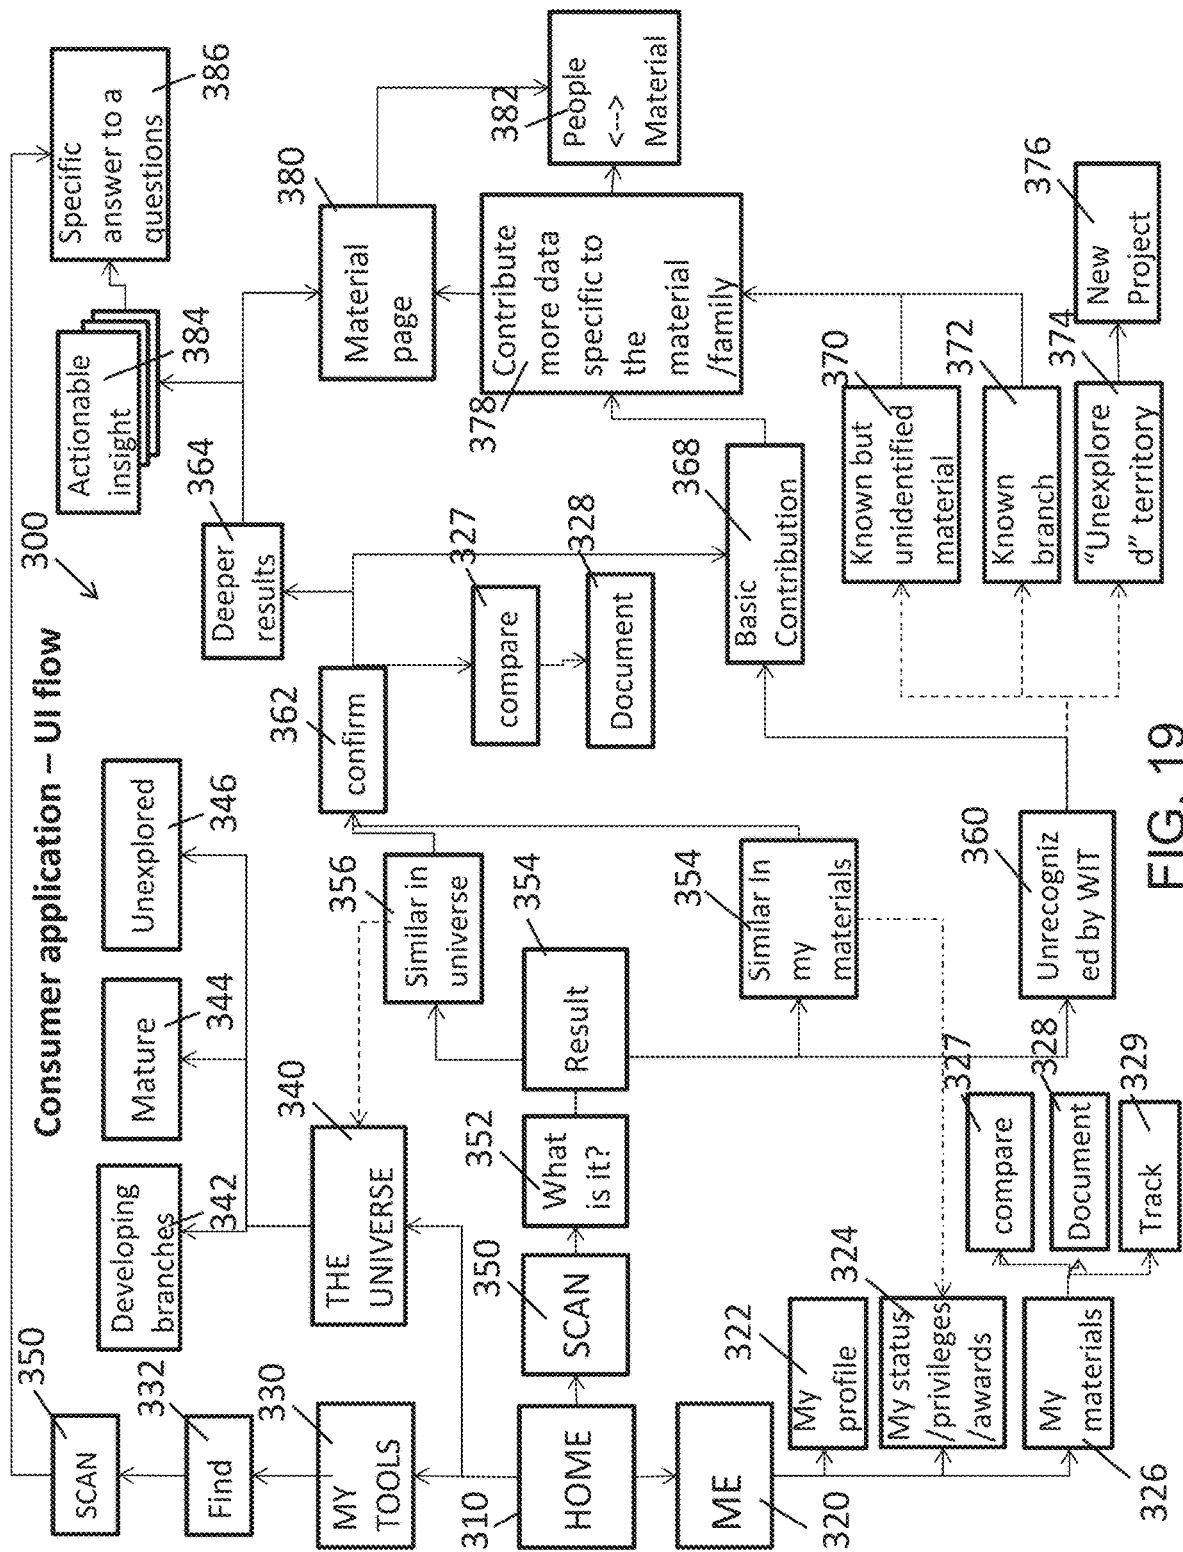 Consumer application – UI flow
300
350
SCAN
332
Find
330
MY
TOOLS
310
HOME
320
ME
Developing
branches
342
Mature
344
Unexplored
346
340
THE
UNIVERSE
350
SCAN
352
What
is it?
354
Result
356
Similar in
universe
354
Similar In
my
materials
360
Unrecogniz
ed by WIT
322
My
profile
324
My status
/privileges
/awards
326
My
materials
327
compare
328
Document
329
Track
362
confirm
364
Deeper
results
327
compare
328
Document
368
Basic
Contribution
370
Known but
unidentified
material
372
Known
branch
374
“Unexplore
d” territory
376
New
Project
378
Contribute
more data
specific to
the
material
/family
380
Material
page
382
People
<-->
Material
384
Actionable
insight
386
Specific
answer to a
questions
FIG. 19